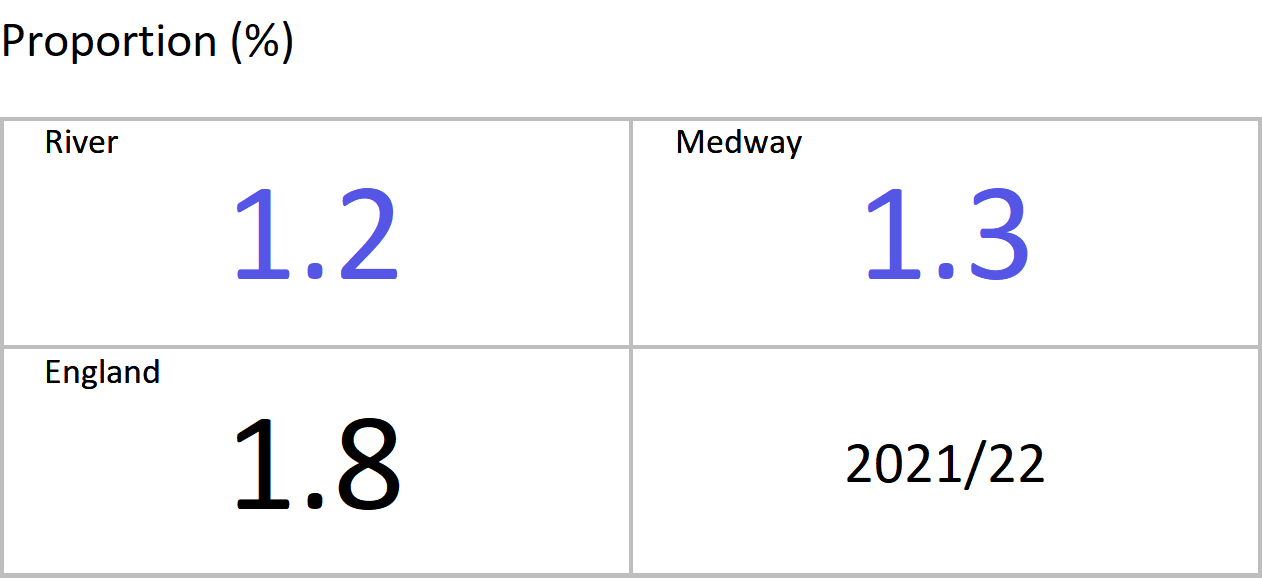 Proportion (%)
River
Medway
1.2
1.3
England
1.8
2021/22